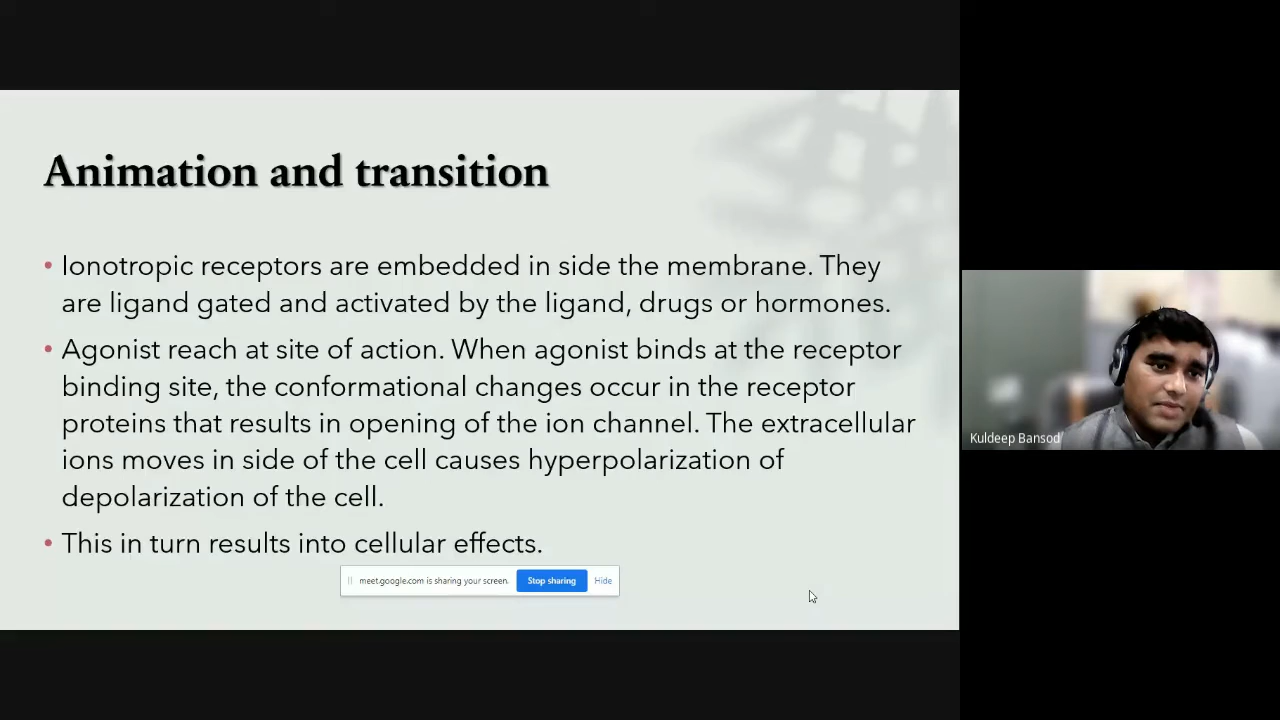 Animation and transition
• Ionotropic receptors are embedded in side the membrane. They
are ligand gated and activated by the ligand, drugs or hormones.
• Agonist reach at site of action. When agonist binds at the receptor
binding site, the conformational changes occur in the receptor
proteins that results in opening of the ion channel. The extracellular
ions moves in side of the cell causes hyperpolarization of
depolarization of the cell.
• This in turn results into cellular effects.
meet.google.com is sharing your screen. Stop sharing Hide
Kuldeep Bansod